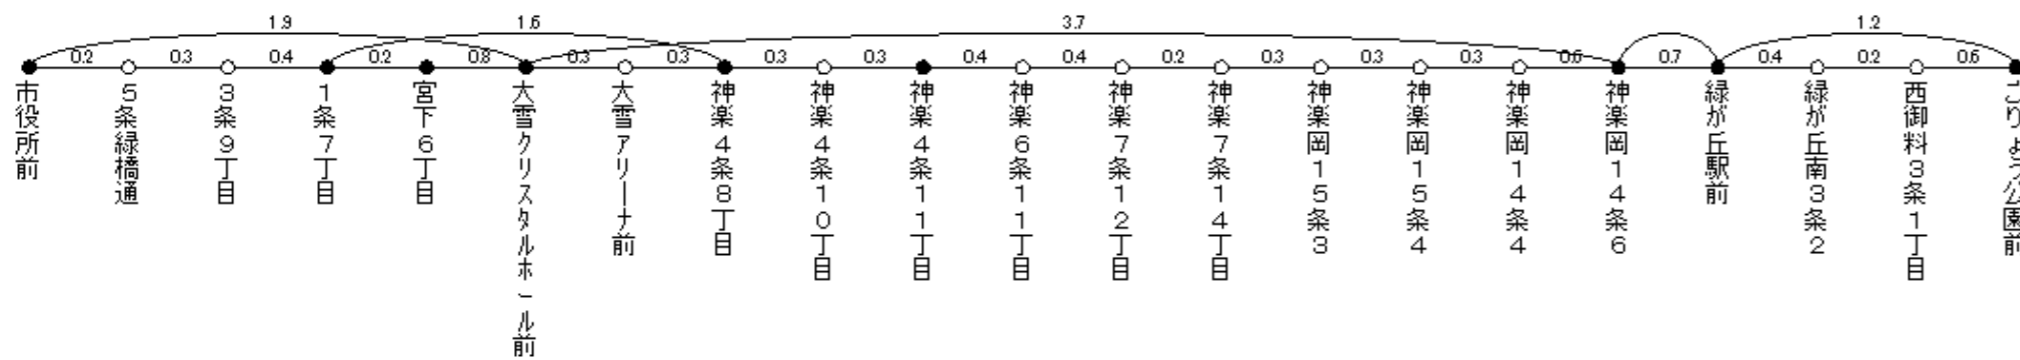 1.9 1.6 3.7 1.2
0.2 0.3 0.4 0.2 0.8 0.3 0.3 0.3 0.3 0.4 0.4 0.2 0.3 0.3 0.3 0.6 0.7 0.4 0.2 0.6
市役所前
5条緑橋通
3条9丁目
1条7丁目
宮下6丁目
大雪クリスタルホール前
大雪アリーナ前
神楽4条8丁目
神楽4条10丁目
神楽4条11丁目
神楽6条11丁目
神楽7条12丁目
神楽7条14丁目
神楽岡15条3
神楽岡15条4
神楽岡14条4
神楽岡14条6
緑が丘駅前
緑が丘南3条2
西御料3条1丁目
ごりょう公園前